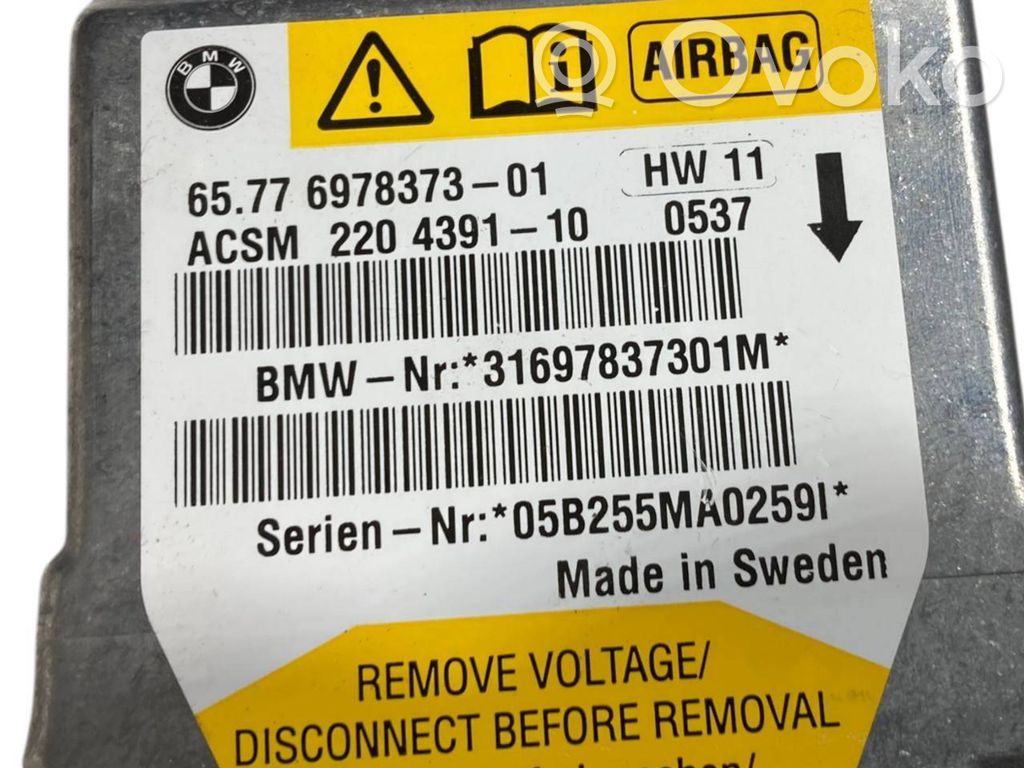 BMW
AIRBAG
Ovoko
65.77 6978373-01 HW 11
ACSM 220 4391-10 0537
BMW-Nr:*31697837301M*
Serien-Nr:*05B255MA0259I*
Made in Sweden
REMOVE VOLTAGE/
DISCONNECT BEFORE REMOVAL